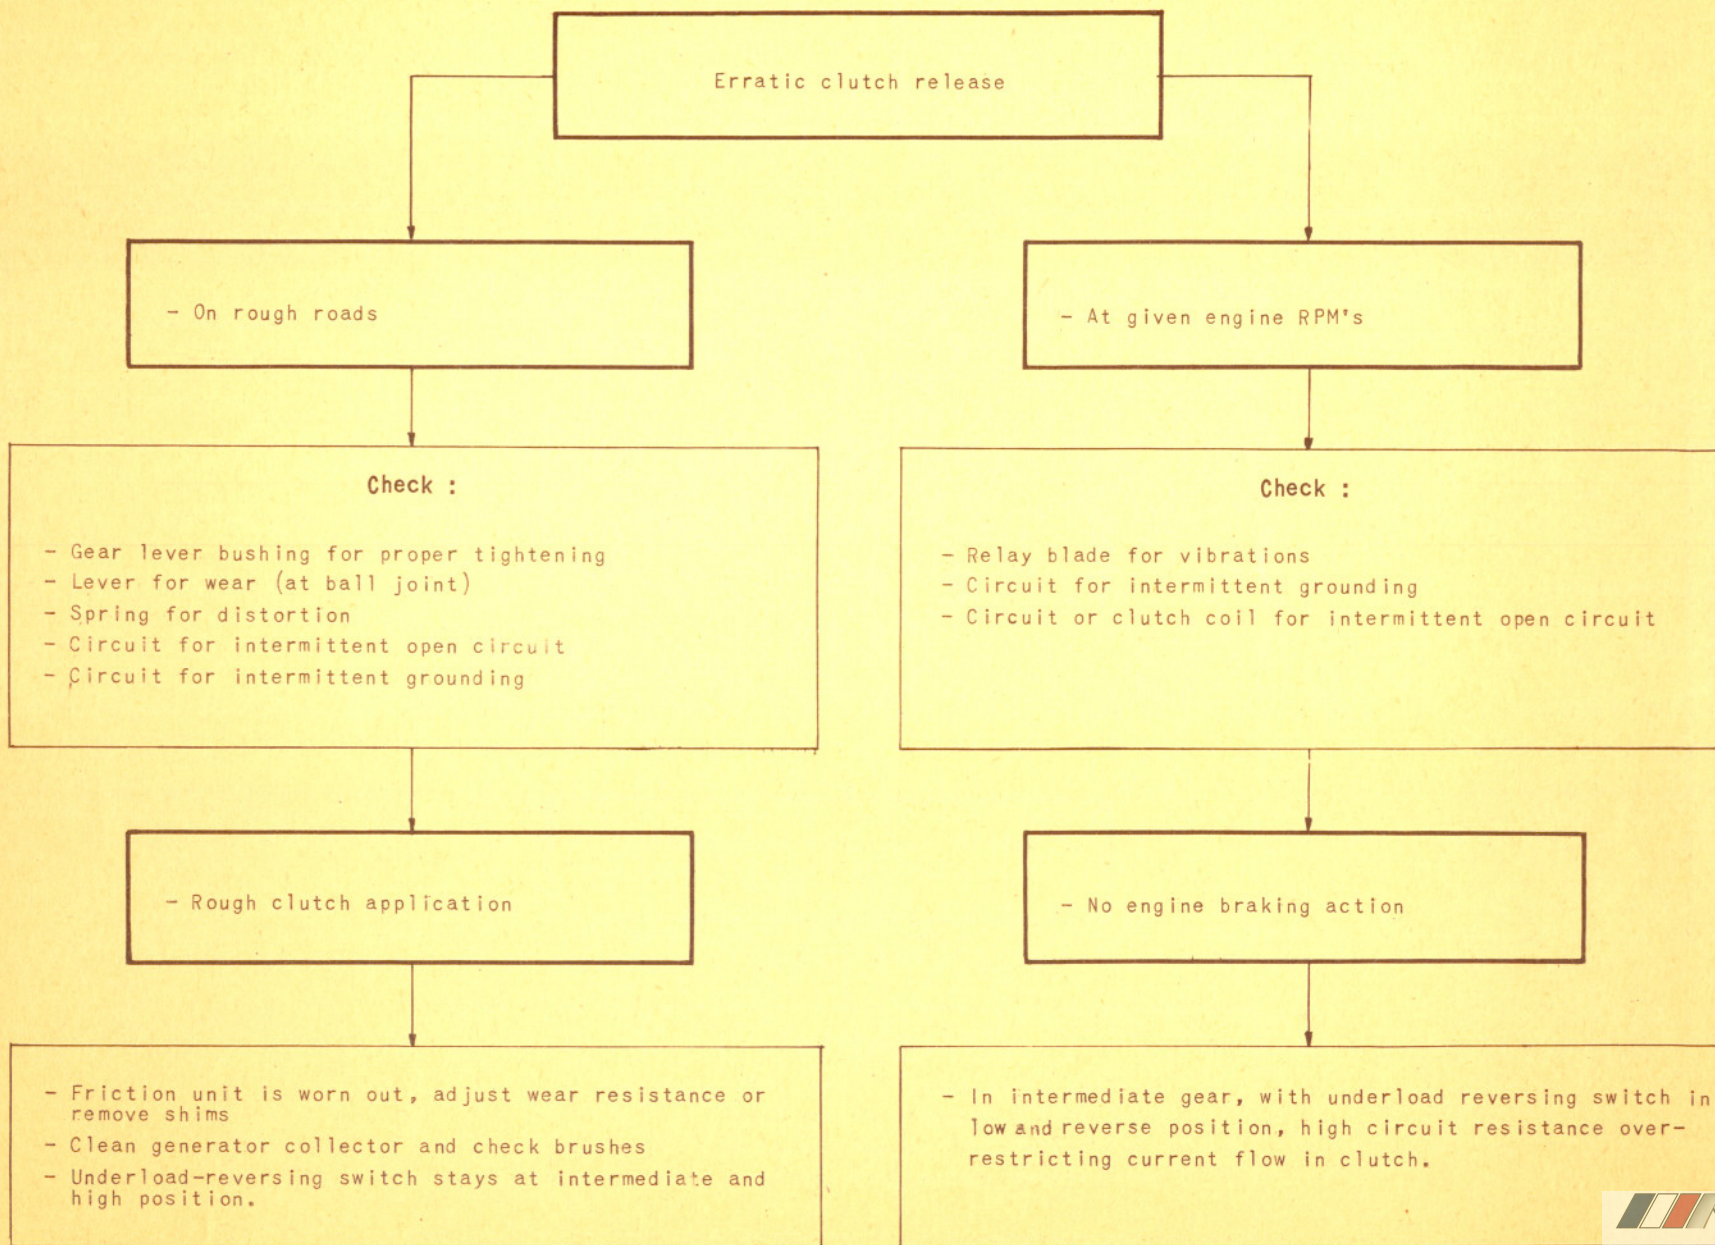 Erratic clutch release
- On rough roads
- At given engine RPM's
Check :
- Gear lever bushing for proper tightening
- Lever for wear (at ball joint)
- Spring for distortion
- Circuit for intermittent open circuit
- Circuit for intermittent grounding
Check :
- Relay blade for vibrations
- Circuit for intermittent grounding
- Circuit or clutch coil for intermittent open circuit
- Rough clutch application
- No engine braking action
- Friction unit is worn out, adjust wear resistance or
remove shims
- Clean generator collector and check brushes
- Underload-reversing switch stays at intermediate and
high position.
- In intermediate gear, with underload reversing switch in
low and reverse position, high circuit resistance over-
restricting current flow in clutch.